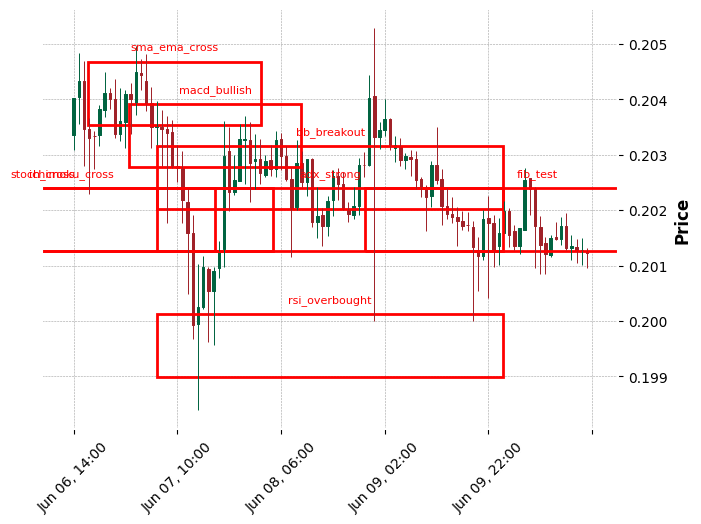 sma_ema_cross
0.205
macd_bullish
0.204
bb_breakout
0.203
fib_test
0.202
Price
0.201
rsi_overbought
0.200
0.199
Jun 06, 14:00
Jun 07, 10:00
Jun 08, 06:00
Jun 09, 02:00
Jun 09, 22:00